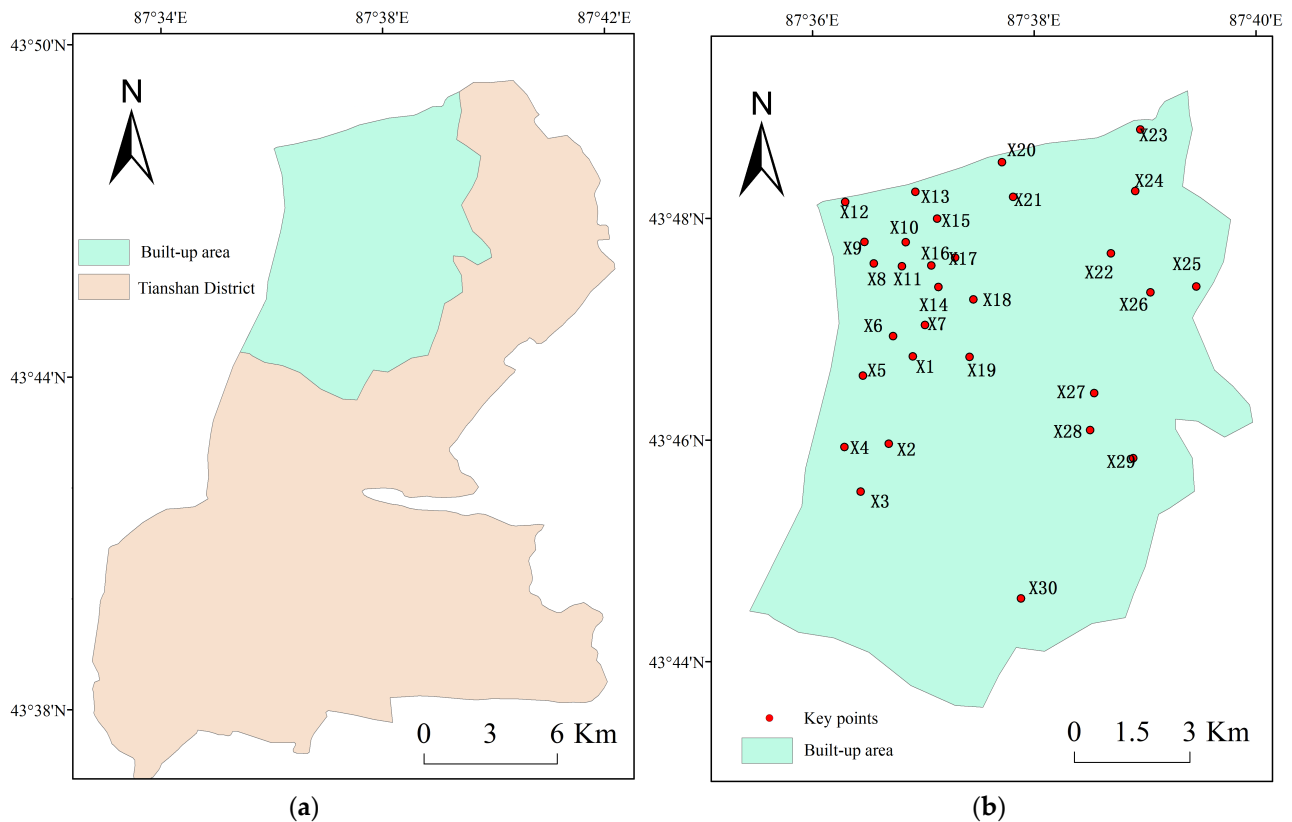 87°34'E 87°38'E 87°42'E
43°50'N
43°44'N
43°38'N
N
Built-up area
Tianshan District
0 3 6 Km
(a)
87°36'E 87°38'E 87°40'E
43°48'N
43°46'N
43°44'N
N
X23
X20
X24
X12 X13 X21
X15
X10
X9 X16 X17
X22 X25
X8 X11
X14 X18 X26
X6 X7
X1 X19
X5
X27
X28
X4 X2
X29
X3
X30
Key points
Built-up area
0 1.5 3 Km
(b)